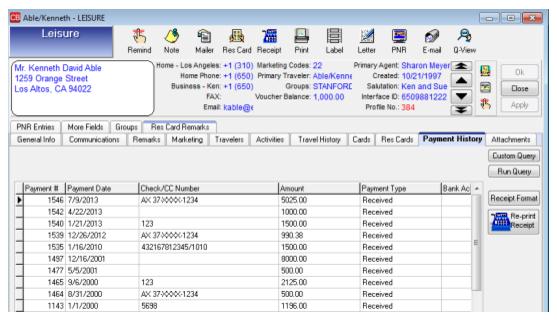 CB Able/Kenneth - LEISURE
Leisure
Remind Note Mailer Res Card Receipt Print Label Letter PNR E-mail Q-View
Mr. Kenneth David Able
1259 Orange Street
Los Altos, CA 94022
Home - Los Angeles: +1 (310) Marketing Codes: 22 Primary Agent: Sharon Meyer
Home Phone: +1 (650) Primary Traveler: Able/Kenne Created: 10/21/1997
Business - Ken: +1 (650) Groups: STANFORD Salutation: Ken and Sue
FAX: Voucher Balance: 1,000.00 Interface ID: 6509881222
Email: kable@e Profile No.: 384
Ok
Close
Apply
PNR Entries More Fields Groups Res Card Remarks
General Info Communications Remarks Marketing Travelers Activities Travel History Cards Res Cards Payment History Attachments
Custom Query
Run Query
Receipt Format
Re-print Receipt
Payment # Payment Date Check/CC Number Amount Payment Type Bank Ac
1546 7/9/2013 AX 37-XXXX-1234 5025.00 Received
1542 4/22/2013 1000.00 Received
1540 1/21/2013 123 1500.00 Received
1539 12/26/2012 AX 37-XXXX-1234 990.38 Received
1535 1/16/2010 432167812345/1010 1500.00 Received
1497 12/16/2001 8000.00 Received
1477 5/5/2001 500.00 Received
1465 9/6/2000 123 2125.00 Received
1464 8/31/2000 AX 37-XXXX-1234 500.00 Received
1143 1/1/2000 5698 1196.00 Received